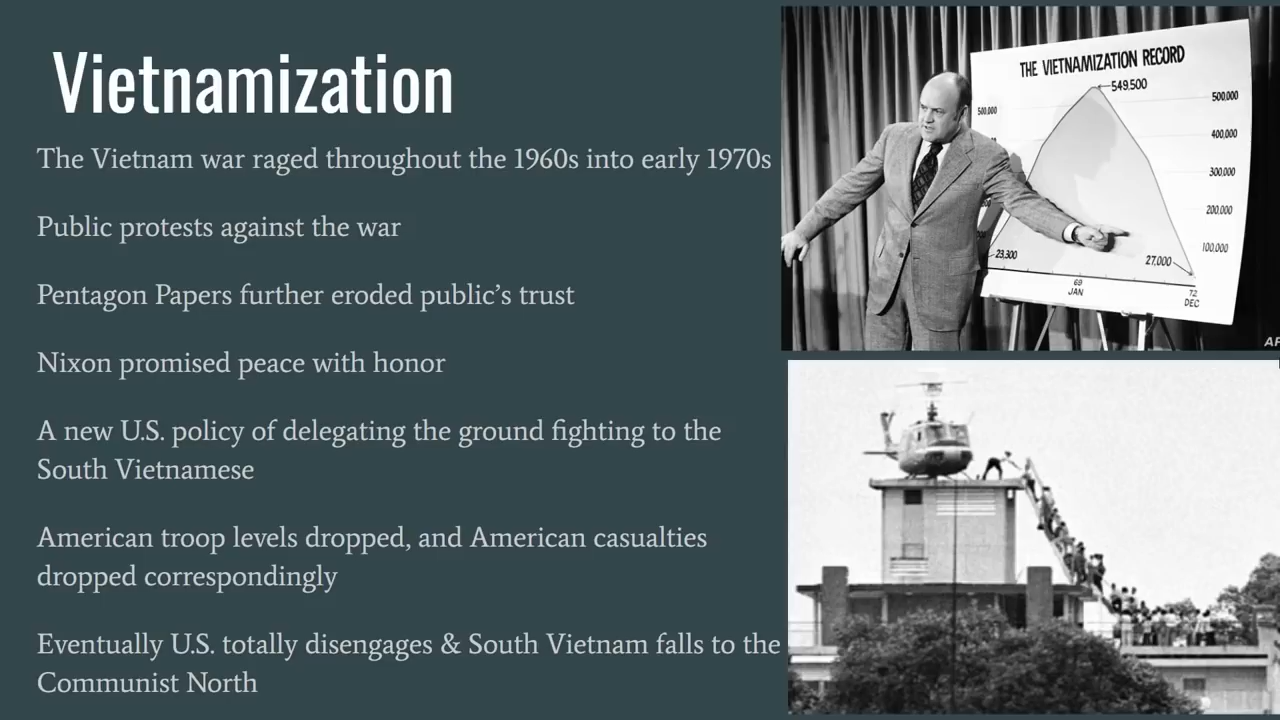 Vietnamization
The Vietnam war raged throughout the 1960s into early 1970s
Public protests against the war
Pentagon Papers further eroded public’s trust
Nixon promised peace with honor
A new U.S. policy of delegating the ground fighting to the
South Vietnamese
American troop levels dropped, and American casualties
dropped correspondingly
Eventually U.S. totally disengages & South Vietnam falls to the
Communist North
THE VIETNAMIZATION RECORD
549,500
500,000
500,000
400,000
300,000
200,000
100,000
23,300
27,000
69
JAN
72
DEC